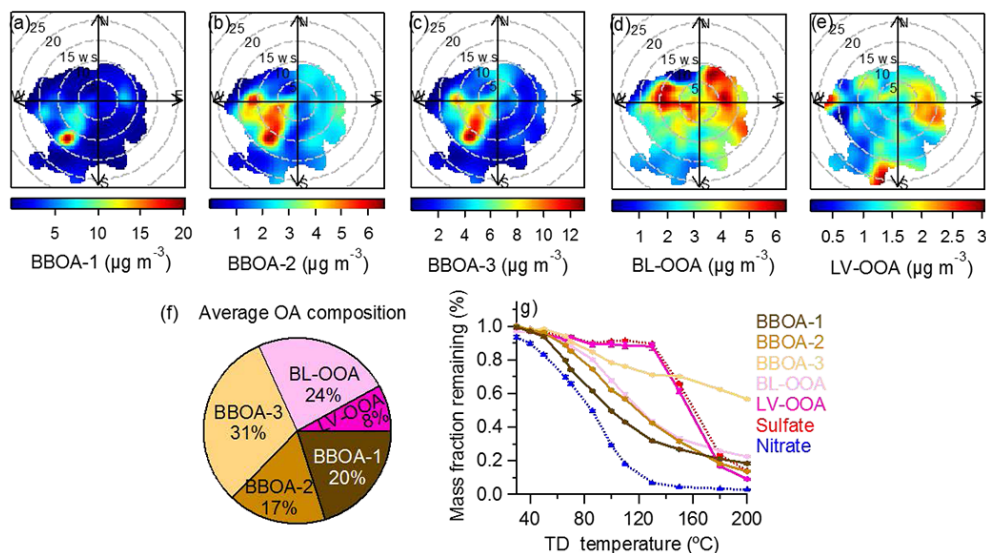 (a) (b) (c) (d) (e)
N N N N N
25 25 25 25 25
20 20 20 20 20
15 w s 15 w s 15 w s 15 w s 15 w s
10 10 10 10 10
5 5 5 5 5
W E W E W E W E W E
S S S S S
5 10 15 20 1 2 3 4 5 6 2 4 6 8 10 12 1 2 3 4 5 6 0.5 1 1.5 2 2.5 3
BBOA-1 (µg m⁻³) BBOA-2 (µg m⁻³) BBOA-3 (µg m⁻³) BL-OOA (µg m⁻³) LV-OOA (µg m⁻³)
(f) Average OA composition
BL-OOA
24%
LV-OOA
8%
BBOA-3
31%
BBOA-1
20%
BBOA-2
17%
g)
Mass fraction remaining (%)
1.0
0.8
0.6
0.4
0.2
0.0
40 80 120 160 200
TD temperature (ºC)
BBOA-1
BBOA-2
BBOA-3
BL-OOA
LV-OOA
Sulfate
Nitrate